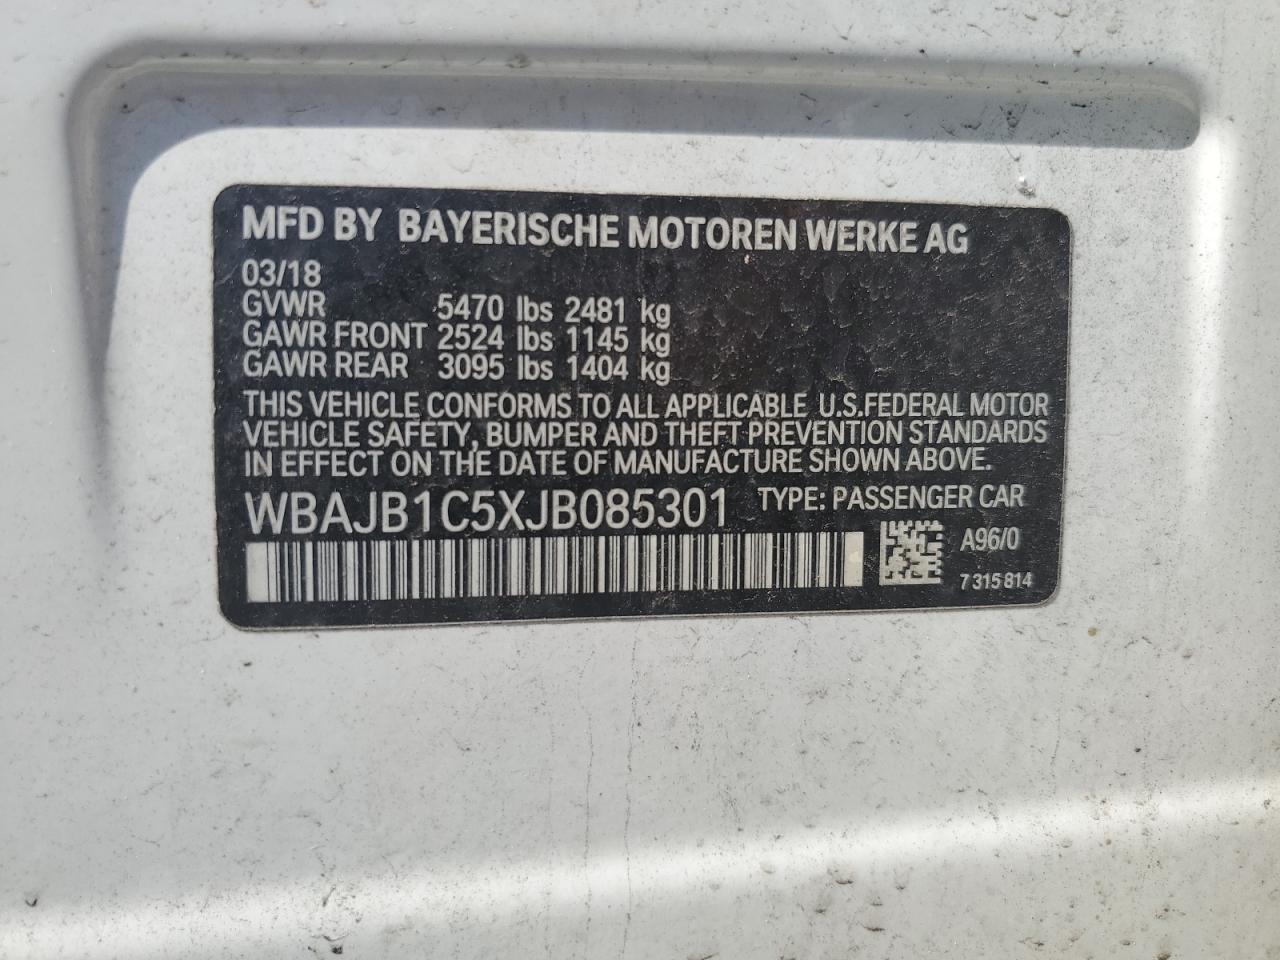 MFD BY BAYERISCHE MOTOREN WERKE AG
03/18
GVWR 5470 lbs 2481 kg
GAWR FRONT 2524 lbs 1145 kg
GAWR REAR 3095 lbs 1404 kg
THIS VEHICLE CONFORMS TO ALL APPLICABLE U.S.FEDERAL MOTOR
VEHICLE SAFETY, BUMPER AND THEFT PREVENTION STANDARDS
IN EFFECT ON THE DATE OF MANUFACTURE SHOWN ABOVE.
WBAJB1C5XJB085301 TYPE: PASSENGER CAR
A96/0
7 315 814